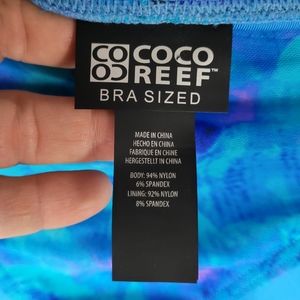 COCO
REEF™
BRA SIZED
MADE IN CHINA
HECHO EN CHINA
FABRIQUE EN CHINE
HERGESTELLT IN CHINA
BODY: 94% NYLON
6% SPANDEX
LINING: 92% NYLON
8% SPANDEX